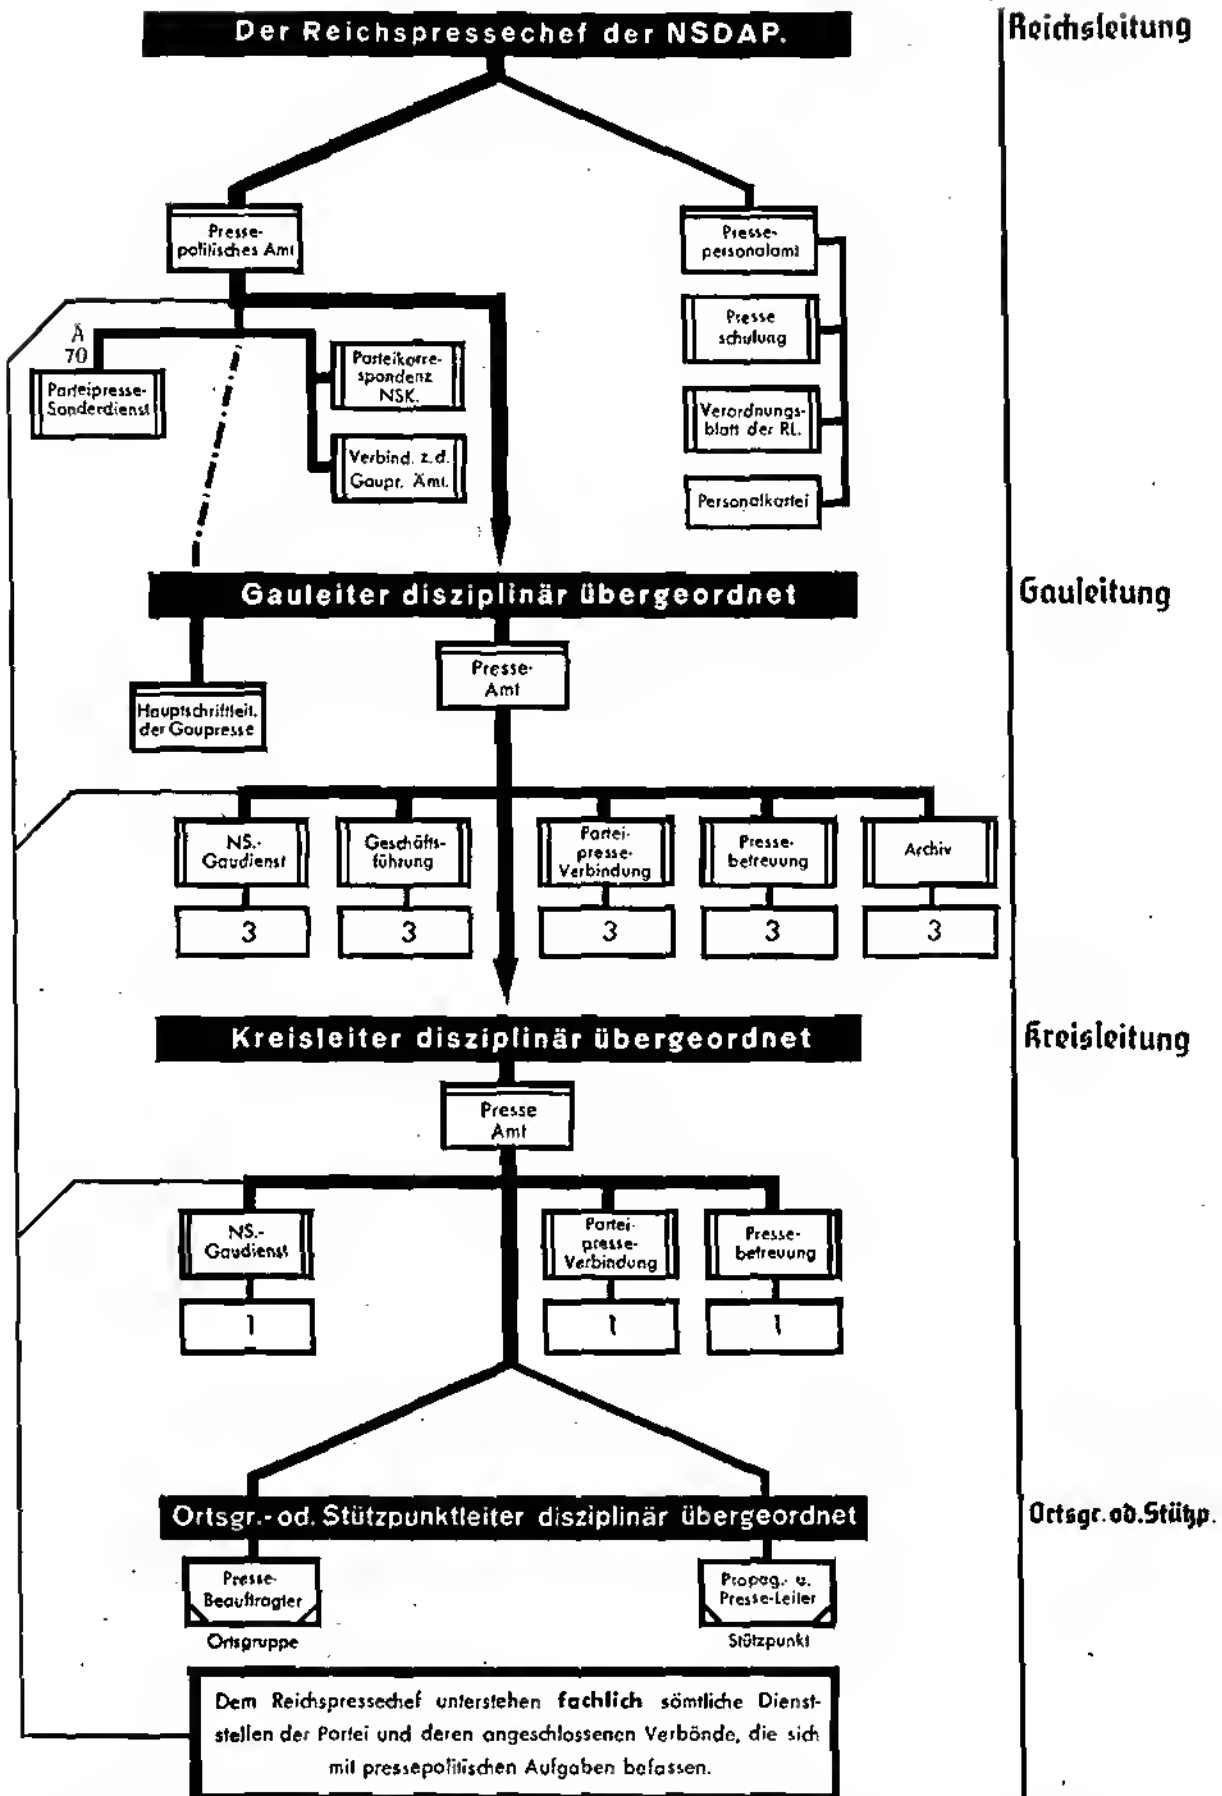 Der Reichspressechef der NSDAP.
Reichsleitung
Presse-
politisches Amt
Presse-
personalamt
Ä
70
Parteipresse-
Sonderdienst
Parteikorre-
spondenz
NSK.
Verbind. z. d.
Gaupr. Ämt.
Presse
schulung
Verordnungs-
blatt der RL.
Personalkartei
Gauleiter disziplinär übergeordnet
Gauleitung
Presse-
Amt
Hauptschriftleit.
der Gaupresse
NS.-
Gaudienst
Geschäfts-
führung
Partei-
presse-
Verbindung
Presse-
betreuung
Archiv
3
3
3
3
3
Kreisleiter disziplinär übergeordnet
Kreisleitung
Presse
Amt
NS.-
Gaudienst
Partei-
presse-
Verbindung
Presse-
betreuung
1
1
1
Ortsgr.- od. Stützpunktleiter disziplinär übergeordnet
Ortsgr. od. Stützp.
Presse-
Beauftragter
Propag.- u.
Presse-Leiter
Ortsgruppe
Stützpunkt
Dem Reichspressechef unterstehen fachlich sämtliche Dienst-
stellen der Partei und deren angeschlossenen Verbände, die sich
mit pressepolitischen Aufgaben befassen.